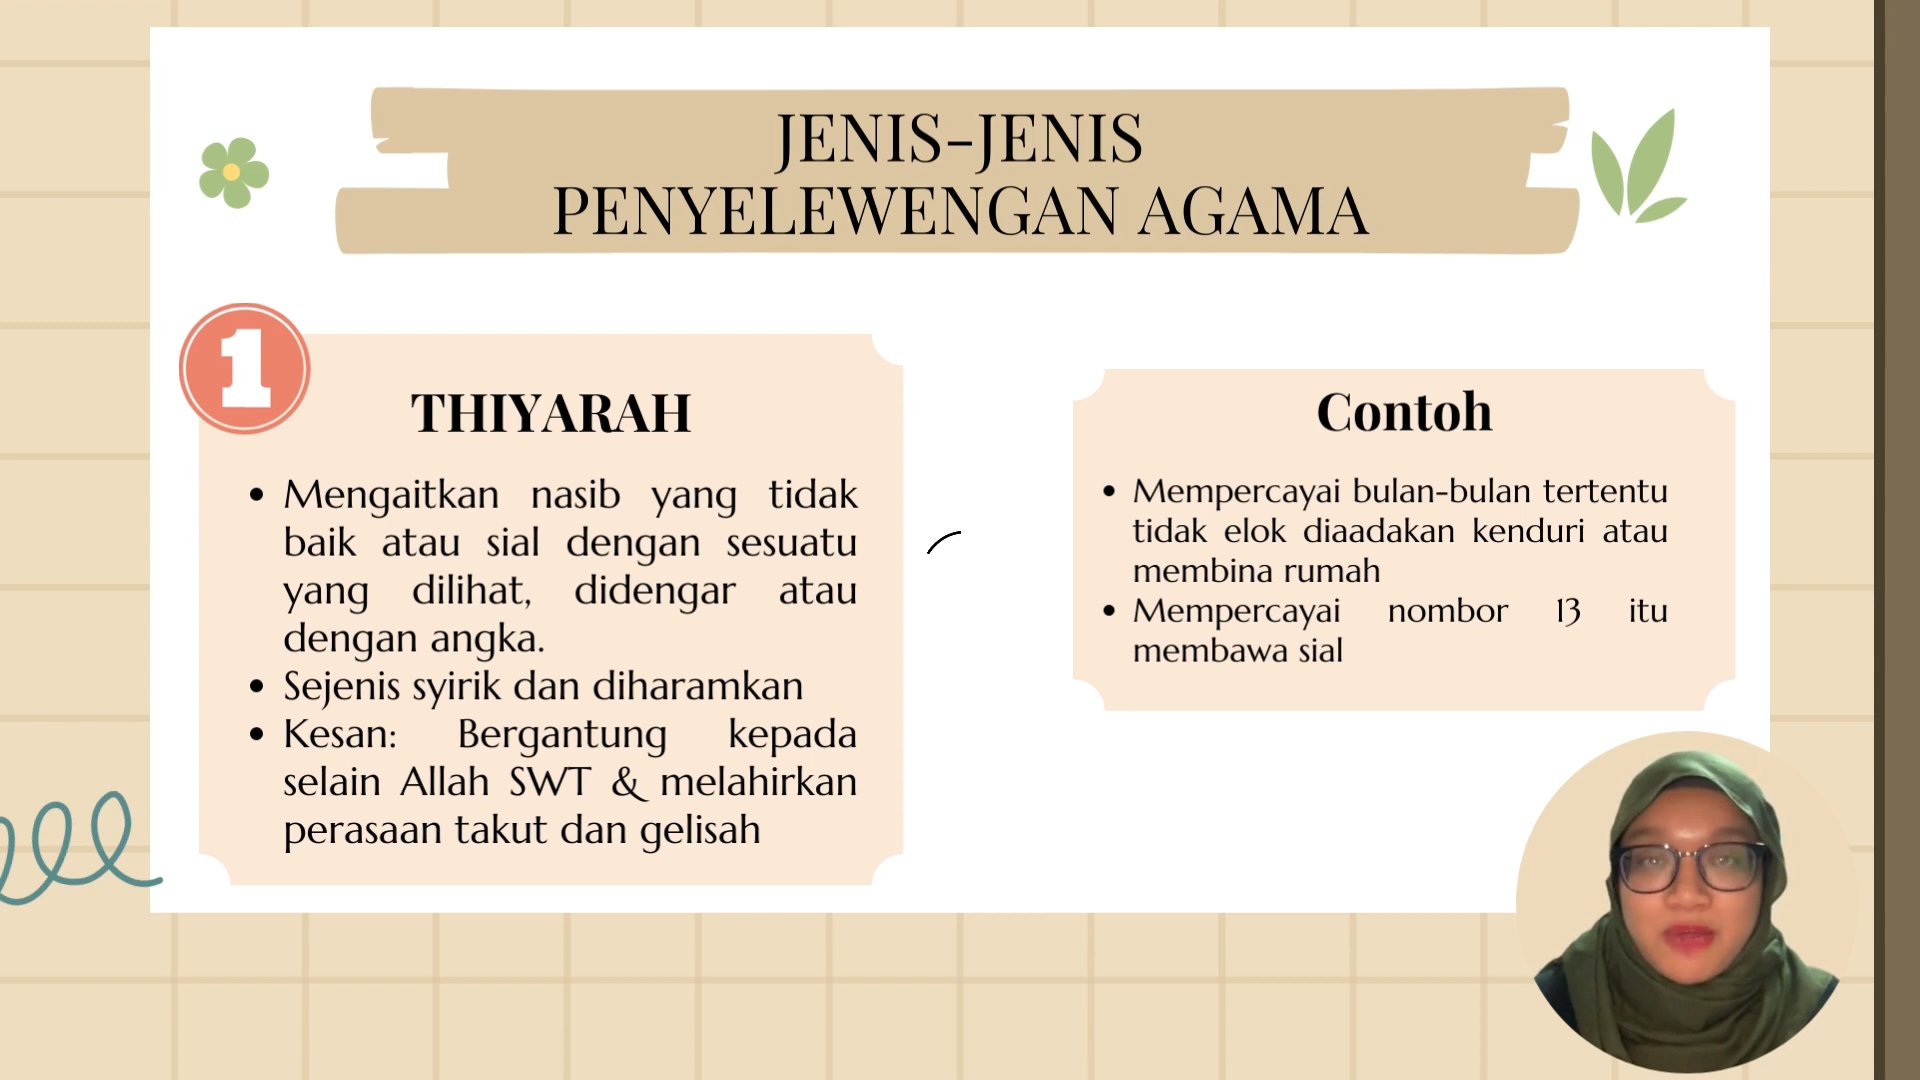 JENIS-JENIS
PENYELEWENGAN AGAMA
1
THIYARAH
• Mengaitkan nasib yang tidak
baik atau sial dengan sesuatu
yang dilihat, didengar atau
dengan angka.
• Sejenis syirik dan diharamkan
• Kesan: Bergantung kepada
selain Allah SWT & melahirkan
perasaan takut dan gelisah
Contoh
• Mempercayai bulan-bulan tertentu
tidak elok diaadakan kenduri atau
membina rumah
• Mempercayai nombor 13 itu
membawa sial